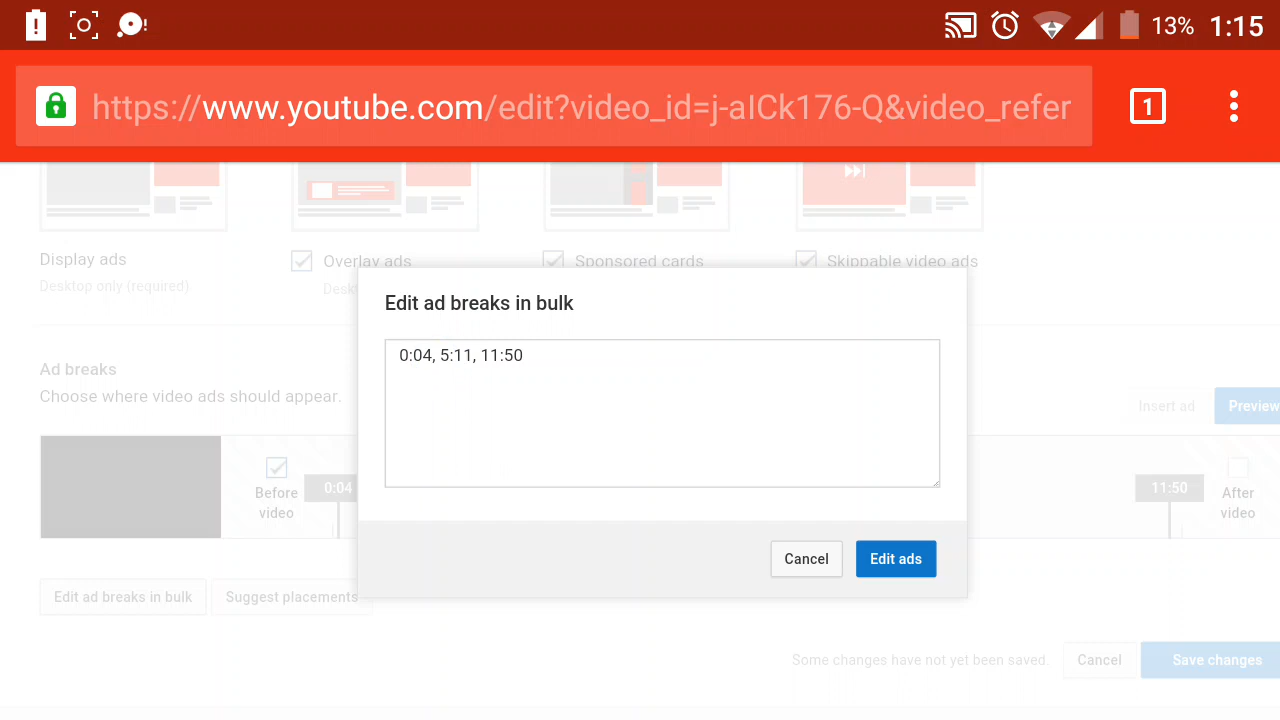 13% 1:15
https://www.youtube.com/edit?video_id=j-aICk176-Q&video_refer
1
Display ads
Desktop only (required)
Overlay ads
Desk
Sponsored cards
Skippable video ads
Edit ad breaks in bulk
0:04, 5:11, 11:50
Cancel
Edit ads
Ad breaks
Choose where video ads should appear.
Insert ad
Preview
Before
video
0:04
11:50
After
video
Edit ad breaks in bulk
Suggest placements
Some changes have not yet been saved.
Cancel
Save changes